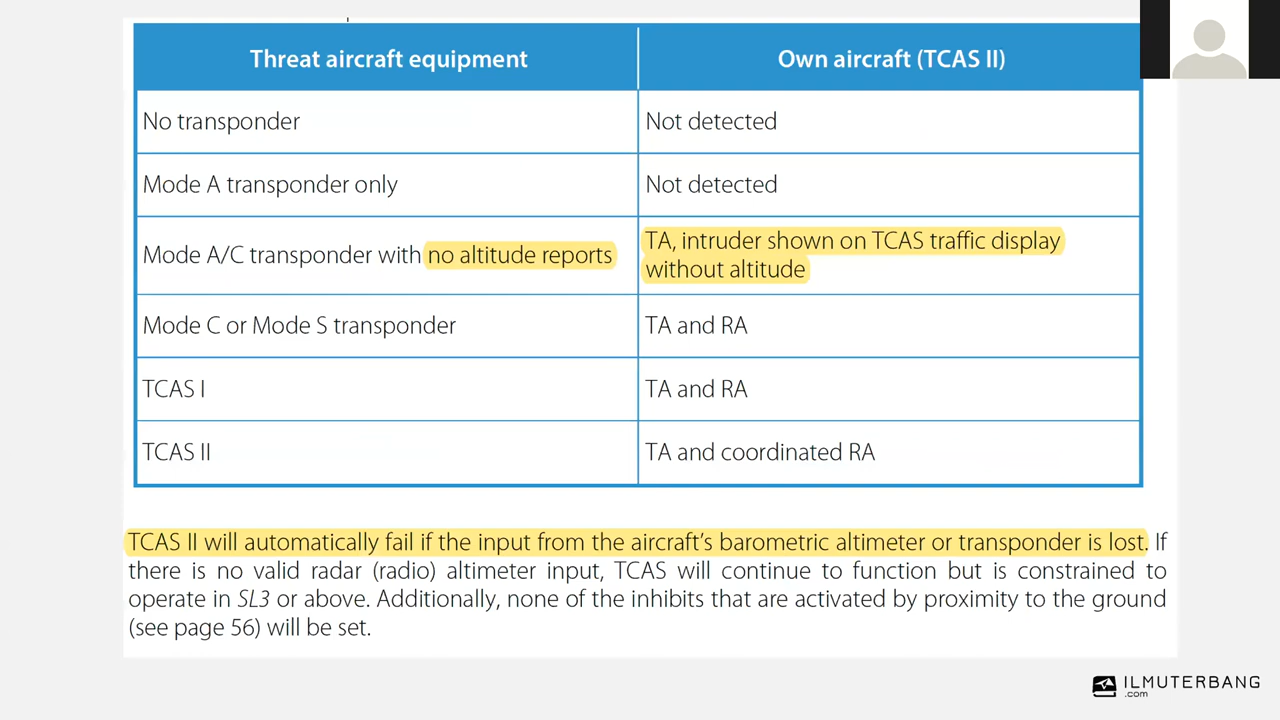 Threat aircraft equipment
Own aircraft (TCAS II)
No transponder
Not detected
Mode A transponder only
Not detected
Mode A/C transponder with no altitude reports
TA, intruder shown on TCAS traffic display
without altitude
Mode C or Mode S transponder
TA and RA
TCAS I
TA and RA
TCAS II
TA and coordinated RA
TCAS II will automatically fail if the input from the aircraft's barometric altimeter or transponder is lost. If
there is no valid radar (radio) altimeter input, TCAS will continue to function but is constrained to
operate in SL3 or above. Additionally, none of the inhibits that are activated by proximity to the ground
(see page 56) will be set.
ILMUTERBANG
.com